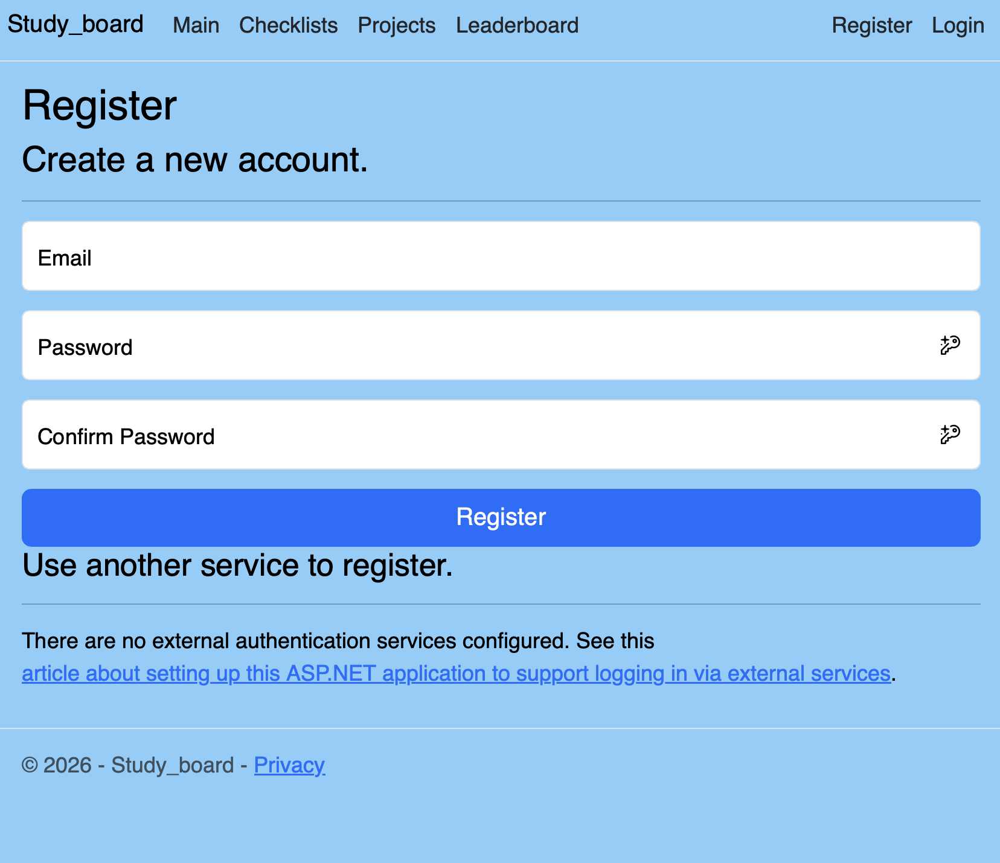 Study_board Main Checklists Projects Leaderboard Register Login
Register
Create a new account.
Email
Password
Confirm Password
Register
Use another service to register.
There are no external authentication services configured. See this
article about setting up this ASP.NET application to support logging in via external services.
© 2026 - Study_board - Privacy